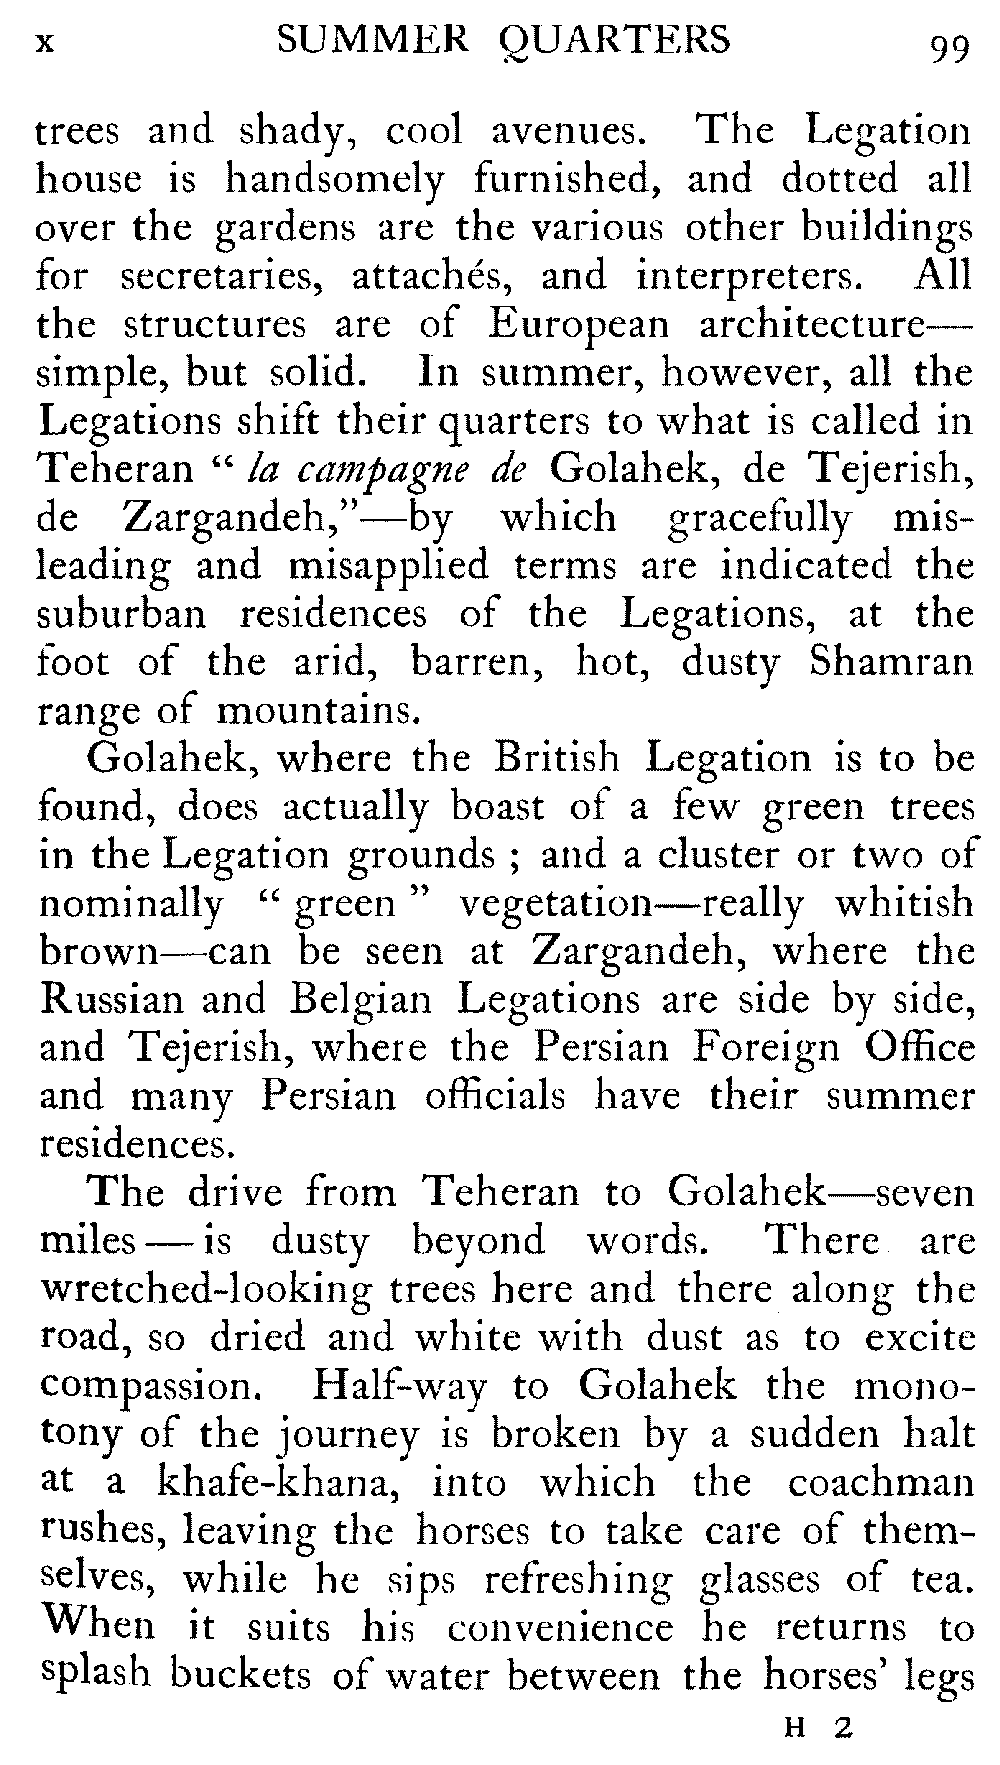 x SUMMER QUARTERS 99
trees and shady, cool avenues. The Legation
house is handsomely furnished, and dotted all
over the gardens are the various other buildings
for secretaries, attachés, and interpreters. All
the structures are of European architecture—
simple, but solid. In summer, however, all the
Legations shift their quarters to what is called in
Teheran “ la campagne de Golahek, de Tejerish,
de Zargandeh,”—by which gracefully mis-
leading and misapplied terms are indicated the
suburban residences of the Legations, at the
foot of the arid, barren, hot, dusty Shamran
range of mountains.
Golahek, where the British Legation is to be
found, does actually boast of a few green trees
in the Legation grounds ; and a cluster or two of
nominally “ green ” vegetation—really whitish
brown—can be seen at Zargandeh, where the
Russian and Belgian Legations are side by side,
and Tejerish, where the Persian Foreign Office
and many Persian officials have their summer
residences.
The drive from Teheran to Golahek—seven
miles — is dusty beyond words. There are
wretched-looking trees here and there along the
road, so dried and white with dust as to excite
compassion. Half-way to Golahek the mono-
tony of the journey is broken by a sudden halt
at a khafe-khana, into which the coachman
rushes, leaving the horses to take care of them-
selves, while he sips refreshing glasses of tea.
When it suits his convenience he returns to
splash buckets of water between the horses’ legs
H 2